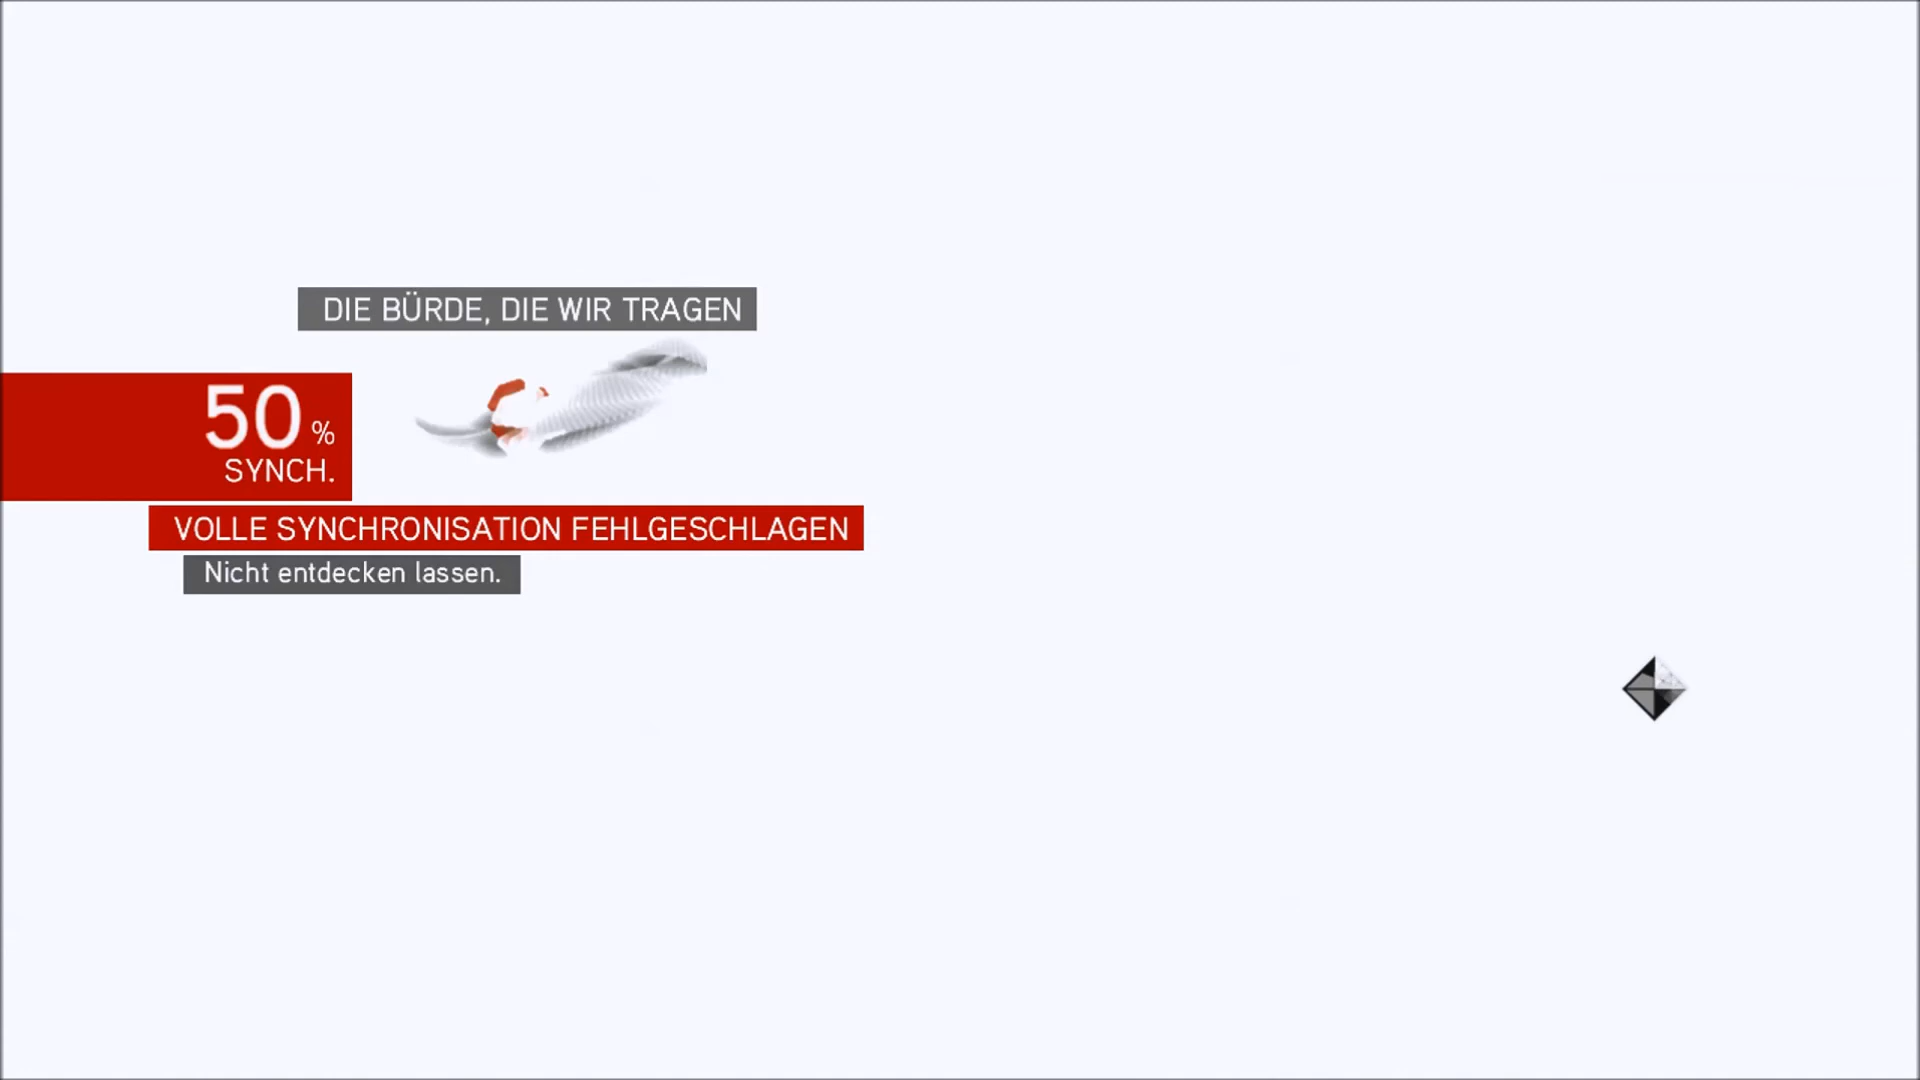 DIE BÜRDE, DIE WIR TRAGEN
50 %
SYNCH.
VOLLE SYNCHRONISATION FEHLGESCHLAGEN
Nicht entdecken lassen.